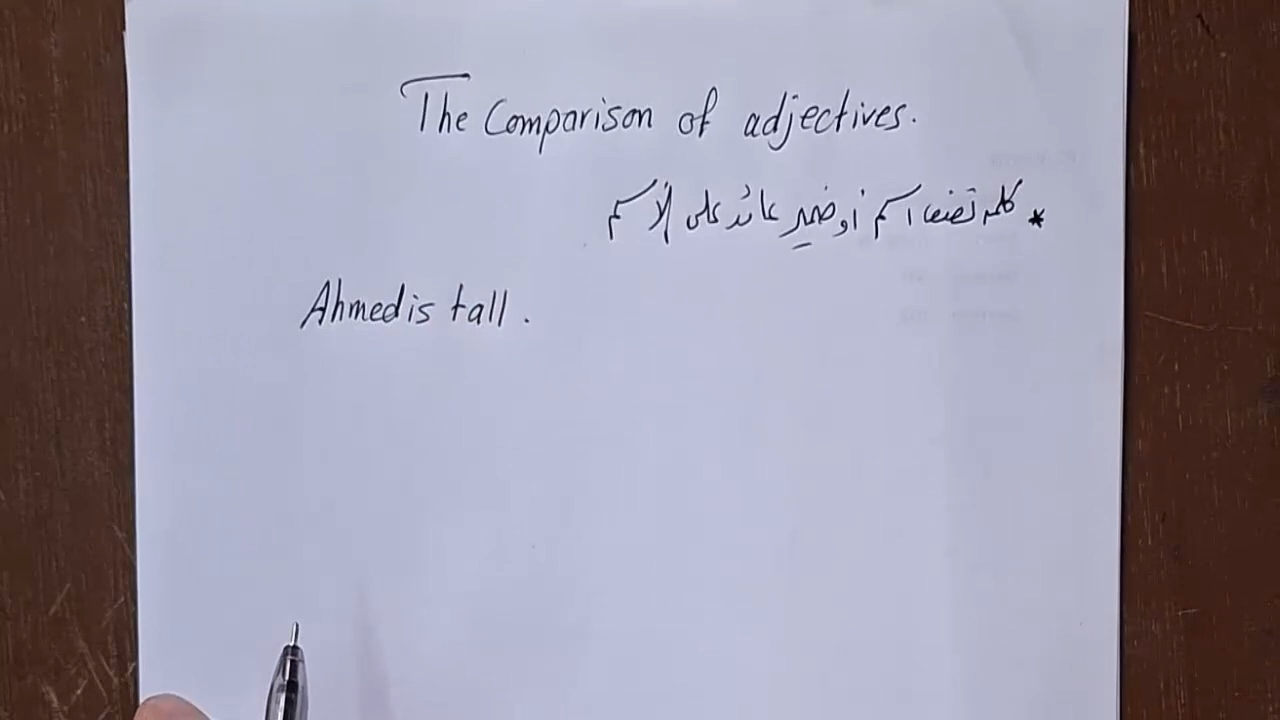 The Comparison of adjectives.
* كلمة تصف اسم أو ضمير عائد على الاسم
Ahmed is tall.